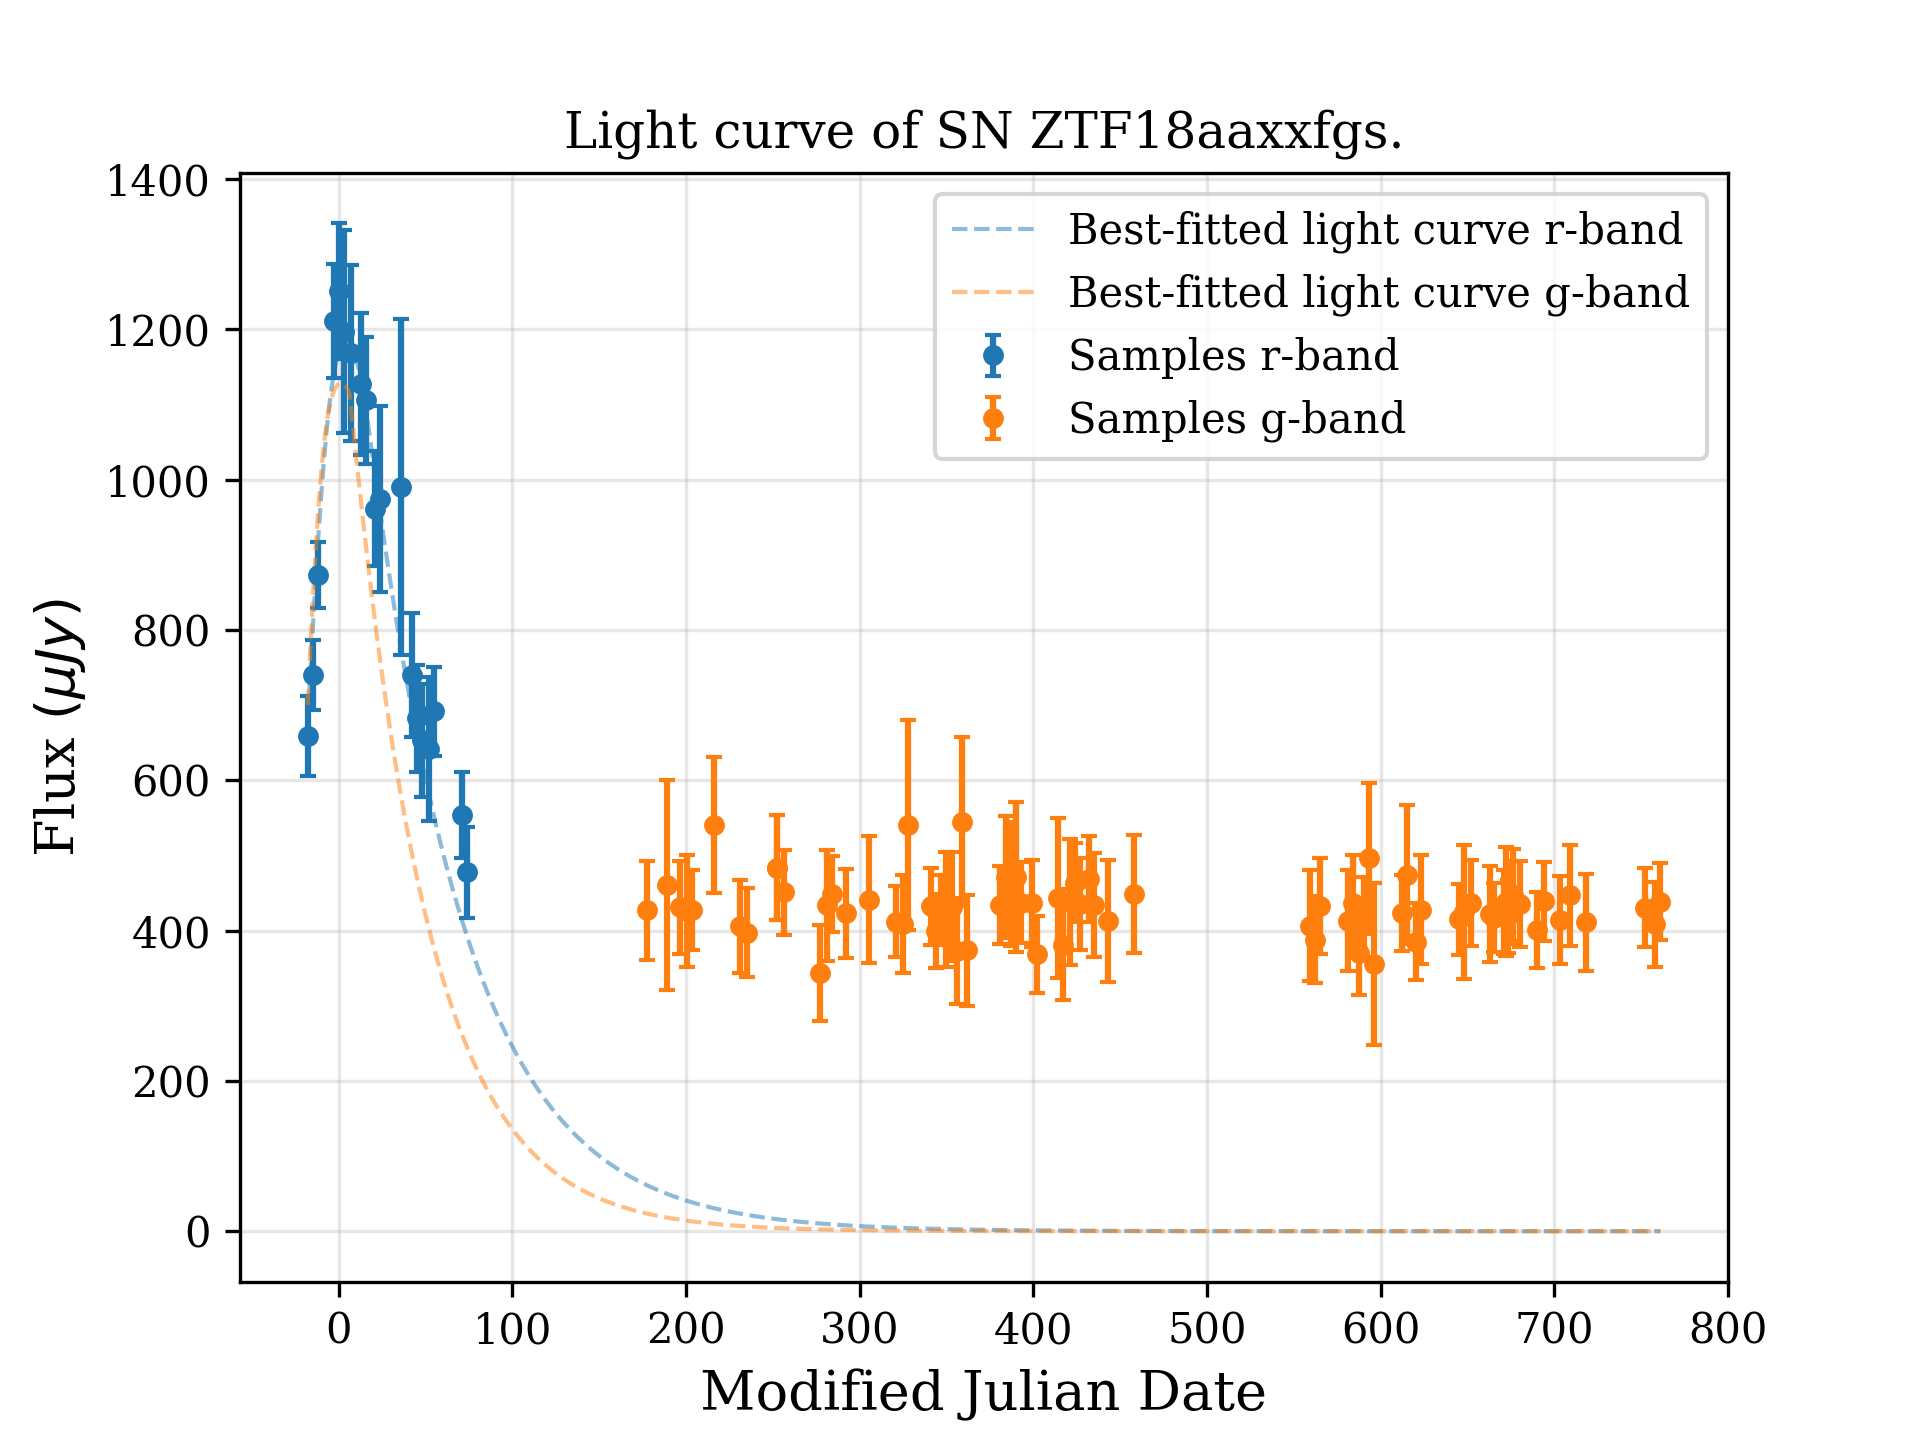 Light curve of SN ZTF18aaxxfgs.
1400
1200
1000
800
600
400
200
0
Flux (μJy)
Best-fitted light curve r-band
Best-fitted light curve g-band
Samples r-band
Samples g-band
0 100 200 300 400 500 600 700 800
Modified Julian Date